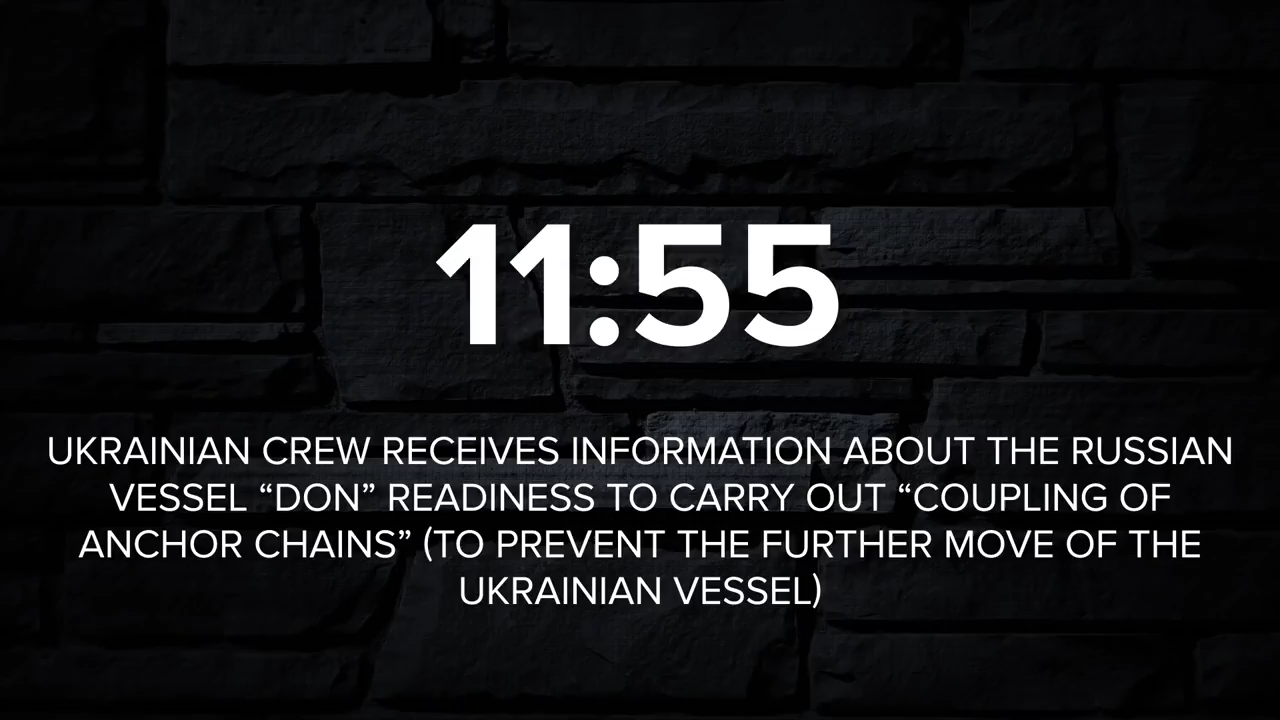 11:55
UKRAINIAN CREW RECEIVES INFORMATION ABOUT THE RUSSIAN
VESSEL “DON” READINESS TO CARRY OUT “COUPLING OF
ANCHOR CHAINS” (TO PREVENT THE FURTHER MOVE OF THE
UKRAINIAN VESSEL)